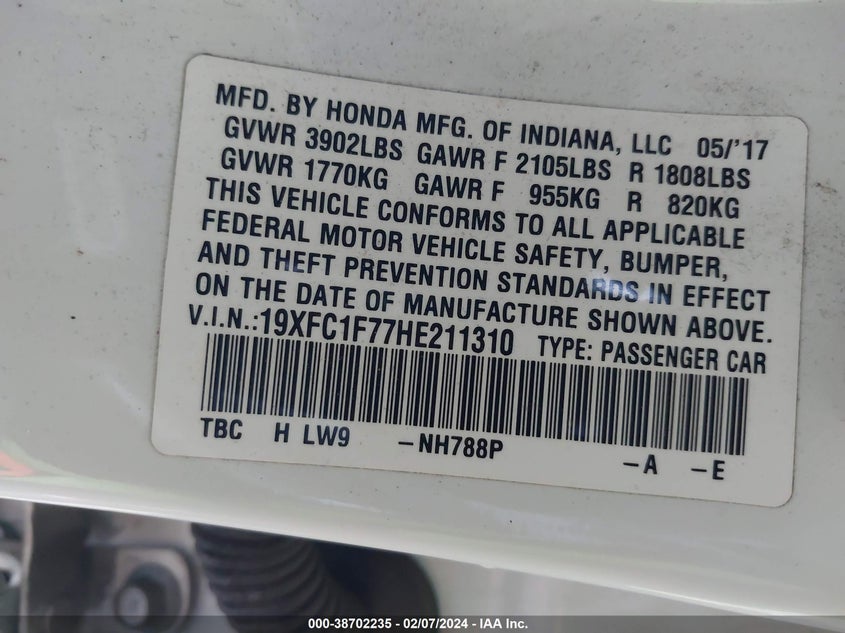 MFD. BY HONDA MFG. OF INDIANA, LLC 05/'17
GVWR 3902LBS GAWR F 2105LBS R 1808LBS
GVWR 1770KG GAWR F 955KG R 820KG
THIS VEHICLE CONFORMS TO ALL APPLICABLE
FEDERAL MOTOR VEHICLE SAFETY, BUMPER,
AND THEFT PREVENTION STANDARDS IN EFFECT
ON THE DATE OF MANUFACTURE SHOWN ABOVE.
V.I.N.:19XFC1F77HE211310 TYPE: PASSENGER CAR
TBC H LW9 -NH788P -A -E
000-38702235 - 02/07/2024 - IAA Inc.